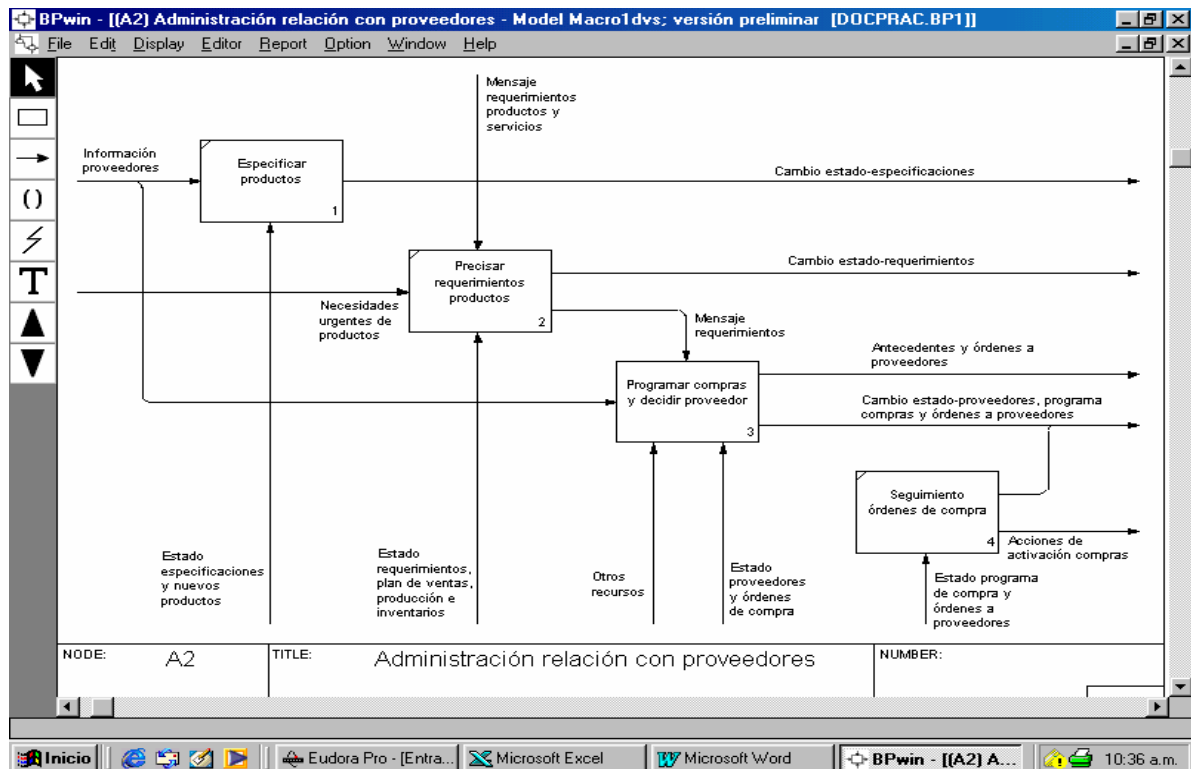 BPwin - [(A2) Administración relación con proveedores - Model Macro1dvs; versión preliminar [DOCPRAC.BP1]]
File Edit Display Editor Report Option Window Help
Mensaje
requerimientos
productos y
servicios
Información
proveedores
Especificar
productos
1
Cambio estado-especificaciones
T
Precisar
requerimientos
productos
2
Cambio estado-requerimientos
Necesidades
urgentes de
productos
Mensaje
requerimientos
Antecedentes y órdenes a
proveedores
Programar compras
y decidir proveedor
3
Cambio estado-proveedores, programa
compras y órdenes a proveedores
Seguimiento
órdenes de compra
4
Acciones de
activación compras
Estado
especificaciones
y nuevos
productos
Estado
requerimientos,
plan de ventas,
producción e
inventarios
Otros
recursos
Estado
proveedores
y órdenes
de compra
Estado programa
de compra y
órdenes a
proveedores
NODE: A2
TITLE: Administración relación con proveedores
NUMBER:
Inicio Eudora Pro - [Entra... Microsoft Excel Microsoft Word BPwin - [(A2) A... 10:36 a.m.